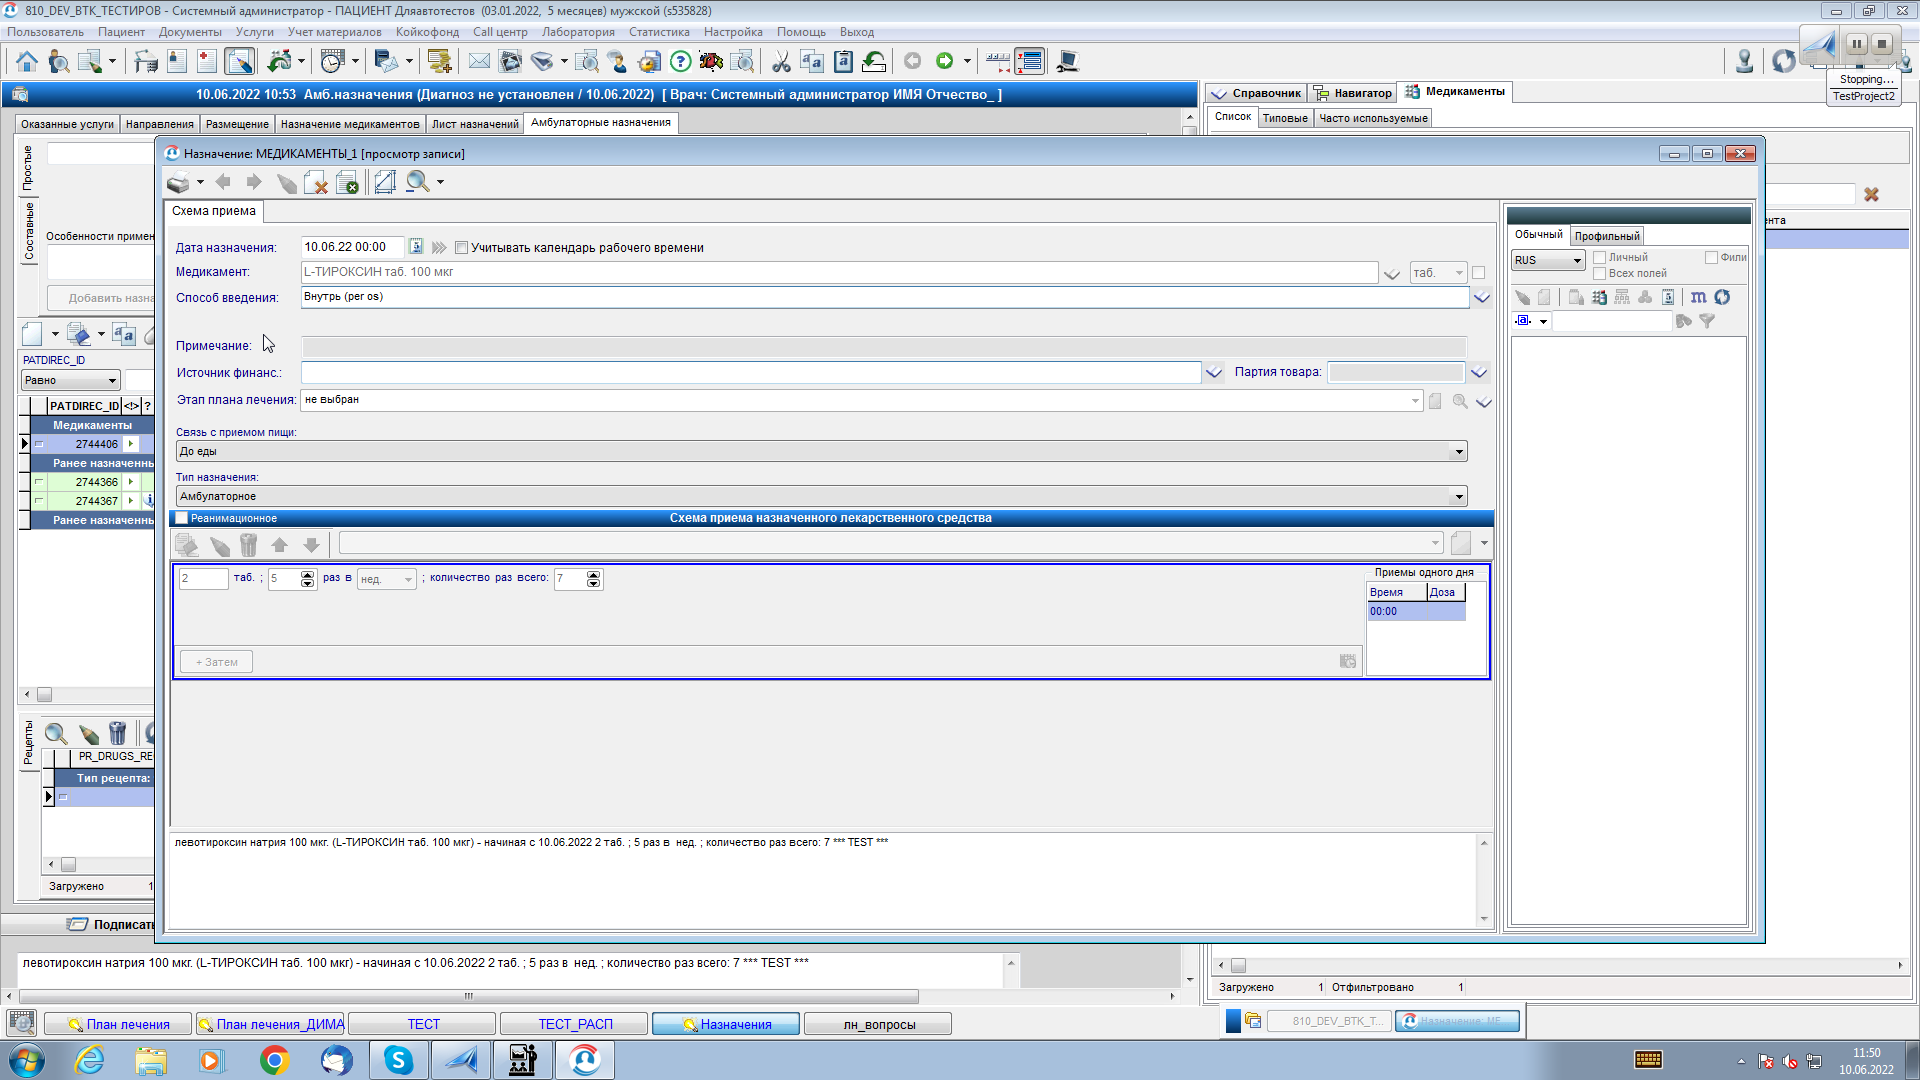 810_DEV_BTK_ТЕСТИРОВ - Системный администратор - ПАЦИЕНТ Дляавтотестов (03.01.2022, 5 месяцев) мужской (s535828)
Пользователь Пациент Документы Услуги Учет материалов Койкофонд Call центр Лаборатория Статистика Настройка Помощь Выход
Stopping...
TestProject2
10.06.2022 10:53 Амб.назначения (Диагноз не установлен / 10.06.2022) [ Врач: Системный администратор ИМЯ Отчество_ ]
Справочник Навигатор Медикаменты
Оказанные услуги Направления Размещение Назначение медикаментов Лист назначений Амбулаторные назначения
Список Типовые Часто используемые
Простые
Составные
Особенности примен
Добавить назна
PATDIREC_ID
Равно
PATDIREC_ID <!> ?
Медикаменты
2744406
Ранее назначеннь
2744366
2744367
Ранее назначеннь
Рецепты
PR_DRUGS_RE
Тип рецепта:
Загружено 1
Подписать
Назначение: МЕДИКАМЕНТЫ_1 [просмотр записи]
Схема приема
Дата назначения: 10.06.22 00:00 Учитывать календарь рабочего времени
Медикамент: L-ТИРОКСИН таб. 100 мкг таб.
Способ введения: Внутрь (per os)
Примечание:
Источник финанс.: Партия товара:
Этап плана лечения: не выбран
Связь с приемом пищи:
До еды
Тип назначения:
Амбулаторное
Реанимационное Схема приема назначенного лекарственного средства
2 таб. ; 5 раз в нед. ; количество раз всего: 7
Приемы одного дня
Время Доза
00:00
+ Затем
левотироксин натрия 100 мкг. (L-ТИРОКСИН таб. 100 мкг) - начиная с 10.06.2022 2 таб. ; 5 раз в нед. ; количество раз всего: 7 *** TEST ***
Обычный Профильный
RUS Личный Фили
Всех полей
m
.a.
ента
левотироксин натрия 100 мкг. (L-ТИРОКСИН таб. 100 мкг) - начиная с 10.06.2022 2 таб. ; 5 раз в нед. ; количество раз всего: 7 *** TEST ***
Загружено 1 Отфильтровано 1
План лечения План лечения_ДИМА ТЕСТ ТЕСТ_РАСП Назначения лн_вопросы
810_DEV_BTK_Т... Назначение: МЕ...
11:50
10.06.2022